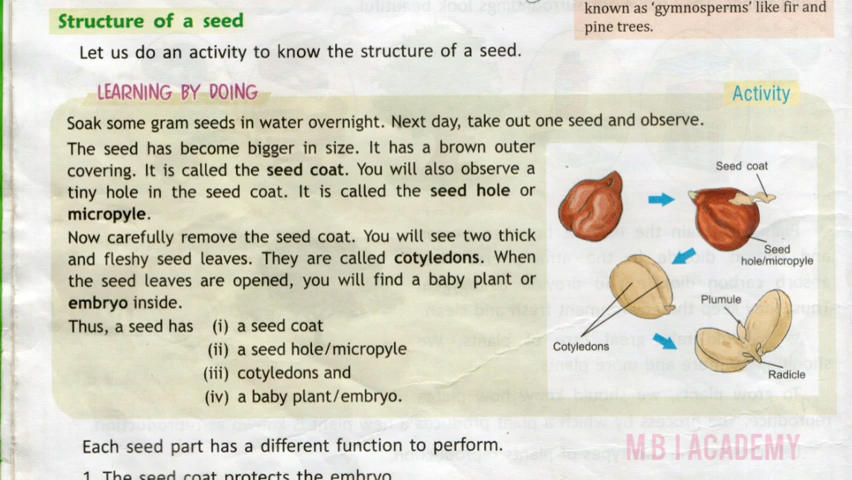 known as 'gymnosperms' like fir and
pine trees.
Structure of a seed
Let us do an activity to know the structure of a seed.
LEARNING BY DOING
Activity
Soak some gram seeds in water overnight. Next day, take out one seed and observe.
The seed has become bigger in size. It has a brown outer
covering. It is called the seed coat. You will also observe a
tiny hole in the seed coat. It is called the seed hole or
micropyle.
Now carefully remove the seed coat. You will see two thick
and fleshy seed leaves. They are called cotyledons. When
the seed leaves are opened, you will find a baby plant or
embryo inside.
Thus, a seed has (i) a seed coat
(ii) a seed hole/micropyle
(iii) cotyledons and
(iv) a baby plant/embryo.
Seed coat
Seed
hole/micropyle
Plumule
Cotyledons
Radicle
Each seed part has a different function to perform.
M B I ACADEMY
1. The seed coat protects the embryo